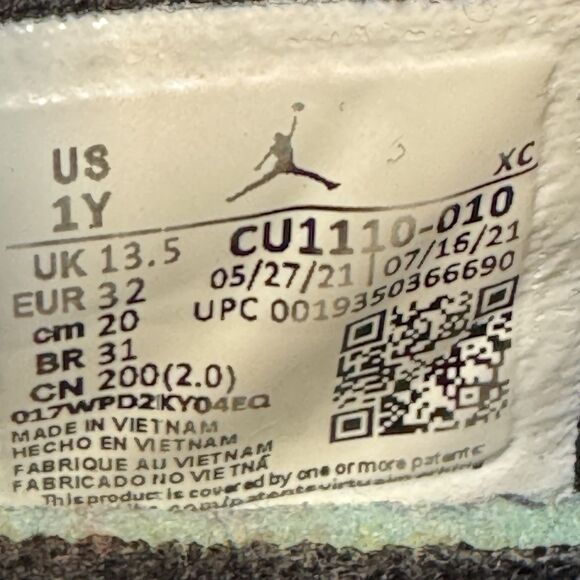 US
1Y
XC
UK 13.5
CU1110-010
EUR 32
05/27/21 | 07/16/21
cm 20
UPC 0019350366690
BR 31
CN 200(2.0)
017WPD2KY04EQ
MADE IN VIETNAM
HECHO EN VIETNAM
FABRIQUE AU VIETNAM
FABRICADO NO VIETNÃ
This product is covered by one or more patents